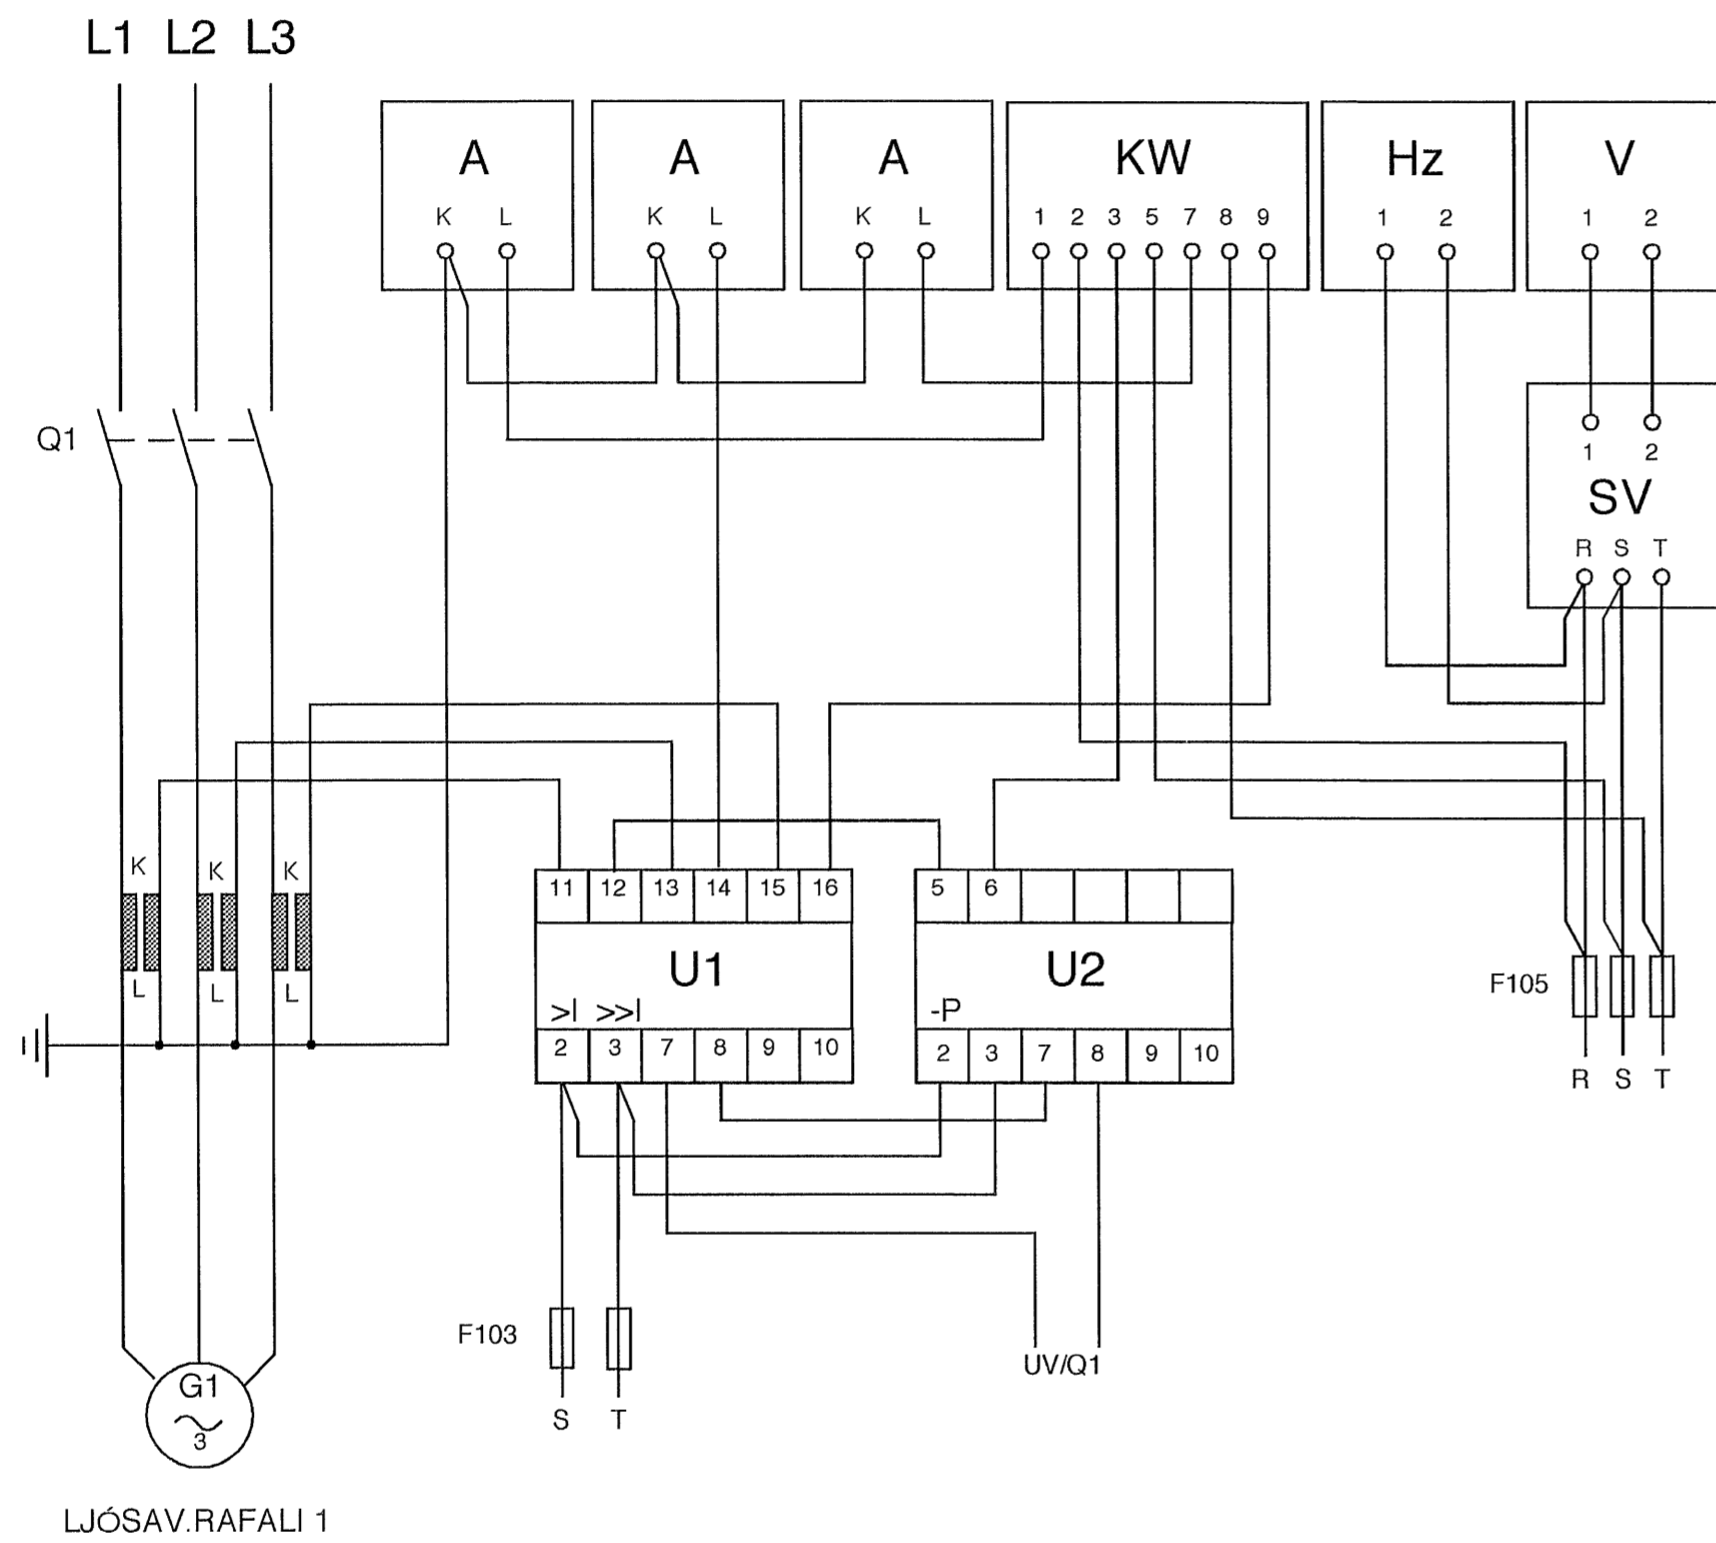 L1 L2 L3
A A A KW Hz V
K L K L K L 1 2 3 5 7 8 9 1 2 1 2
Q1
1 2
SV
R S T
K K K
11 12 13 14 15 16 5 6
L L L
U1 U2
F105
>I >>I -P
2 3 7 8 9 10 2 3 7 8 9 10
R S T
F103
UV/Q1
S T
G1
3
LJÓSAV.RAFALI 1